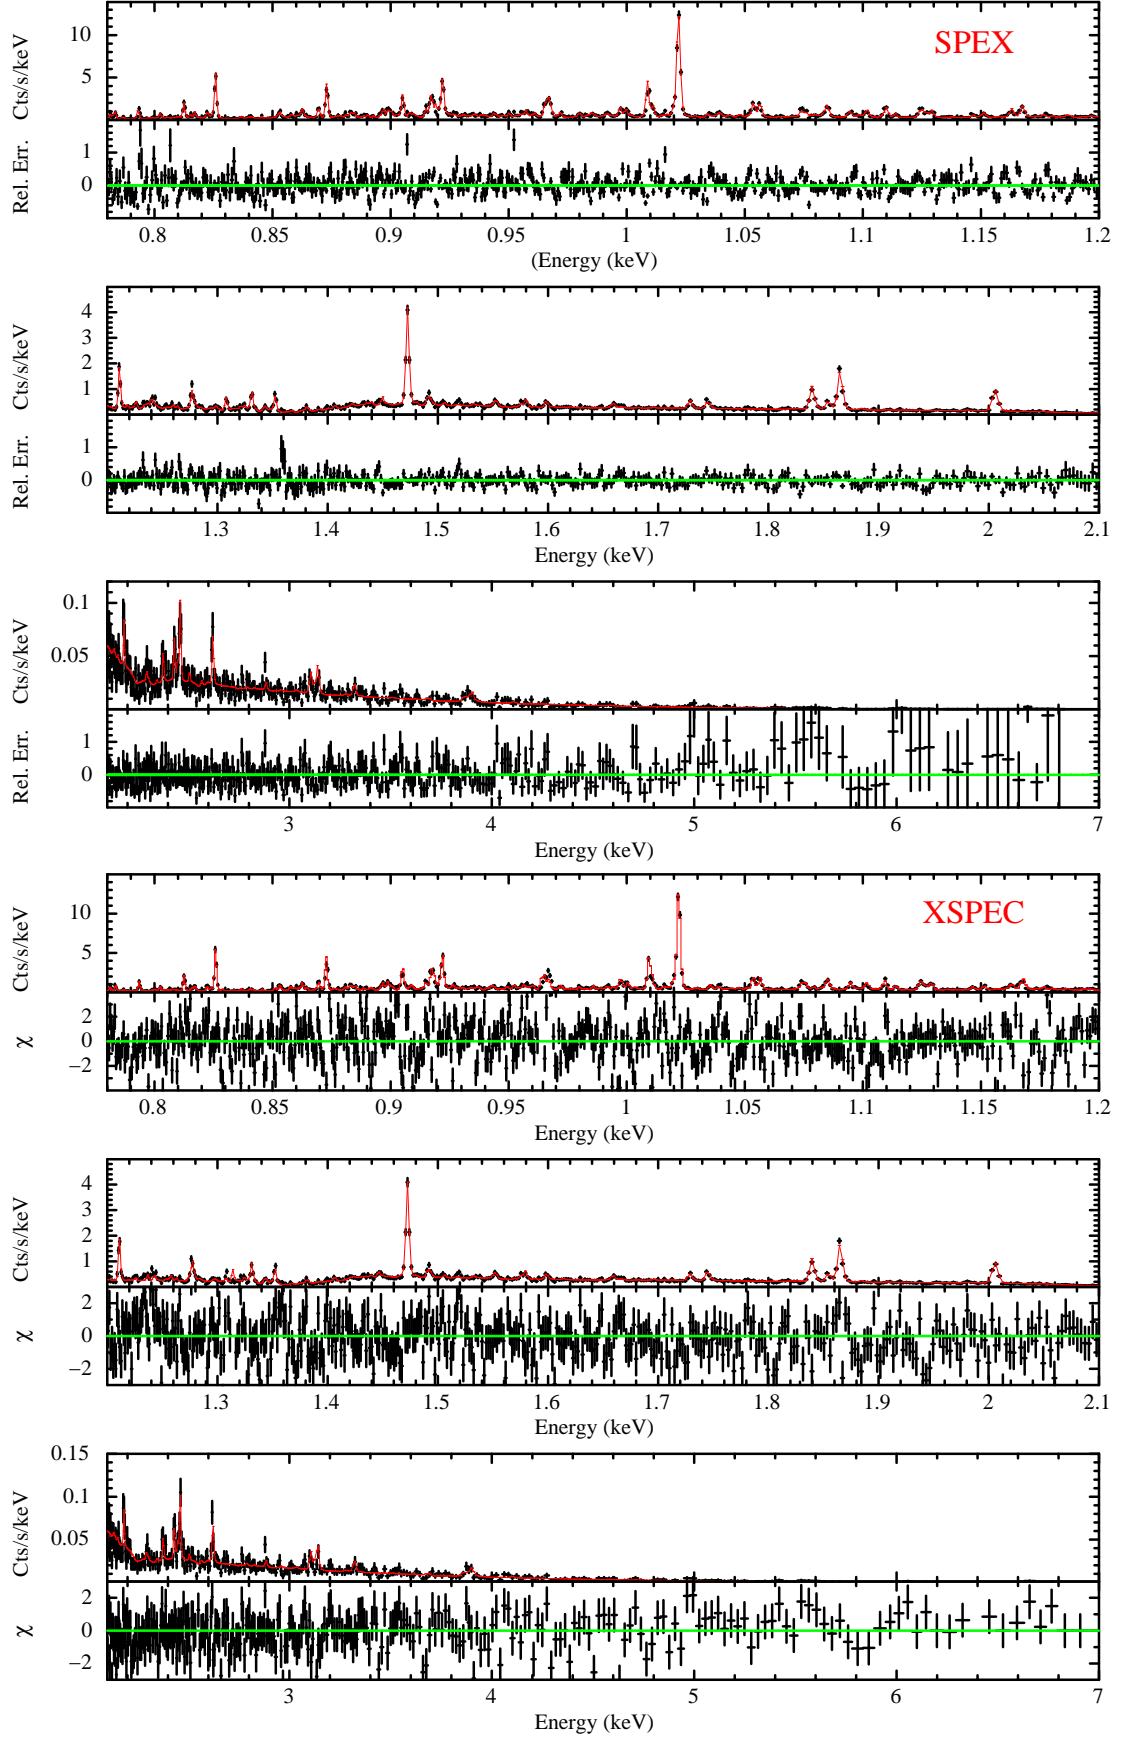 SPEX
Cts/s/keV
10
5
Rel. Err.
1
0
0.8 0.85 0.9 0.95 1 1.05 1.1 1.15 1.2
(Energy (keV)
Cts/s/keV
4
3
2
1
Rel. Err.
1
0
1.3 1.4 1.5 1.6 1.7 1.8 1.9 2 2.1
Energy (keV)
Cts/s/keV
0.1
0.05
Rel. Err.
1
0
3 4 5 6 7
Energy (keV)
XSPEC
Cts/s/keV
10
5
χ
2
0
−2
0.8 0.85 0.9 0.95 1 1.05 1.1 1.15 1.2
Energy (keV)
Cts/s/keV
4
3
2
1
χ
2
0
−2
1.3 1.4 1.5 1.6 1.7 1.8 1.9 2 2.1
Energy (keV)
Cts/s/keV
0.15
0.1
0.05
χ
2
0
−2
3 4 5 6 7
Energy (keV)